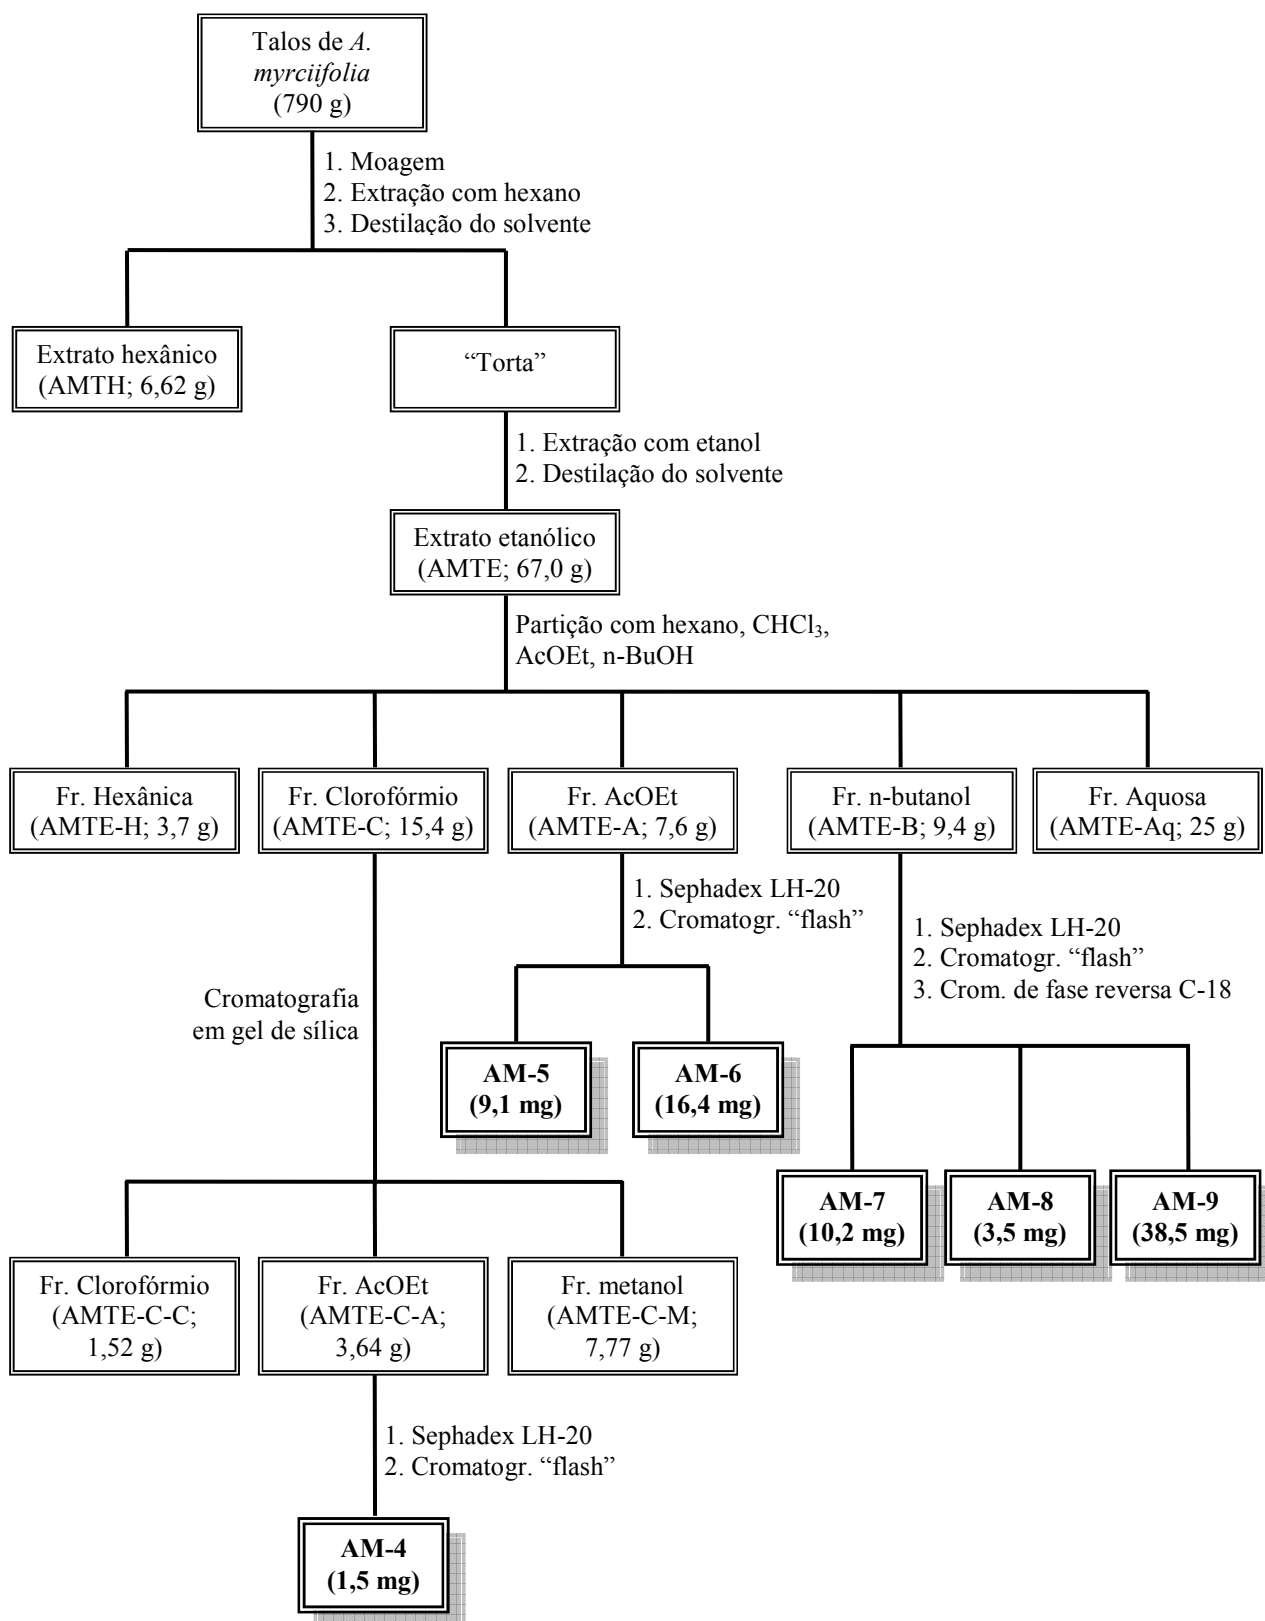 Talos de A.
myrciifolia
(790 g)
1. Moagem
2. Extração com hexano
3. Destilação do solvente
Extrato hexânico
(AMTH; 6,62 g)
“Torta”
1. Extração com etanol
2. Destilação do solvente
Extrato etanólico
(AMTE; 67,0 g)
Partição com hexano, CHCl₃,
AcOEt, n-BuOH
Fr. Hexânica
(AMTE-H; 3,7 g)
Fr. Clorofórmio
(AMTE-C; 15,4 g)
Fr. AcOEt
(AMTE-A; 7,6 g)
Fr. n-butanol
(AMTE-B; 9,4 g)
Fr. Aquosa
(AMTE-Aq; 25 g)
1. Sephadex LH-20
2. Cromatogr. “flash”
1. Sephadex LH-20
2. Cromatogr. “flash”
3. Crom. de fase reversa C-18
Cromatografia
em gel de sílica
AM-5
(9,1 mg)
AM-6
(16,4 mg)
AM-7
(10,2 mg)
AM-8
(3,5 mg)
AM-9
(38,5 mg)
Fr. Clorofórmio
(AMTE-C-C;
1,52 g)
Fr. AcOEt
(AMTE-C-A;
3,64 g)
Fr. metanol
(AMTE-C-M;
7,77 g)
1. Sephadex LH-20
2. Cromatogr. “flash”
AM-4
(1,5 mg)